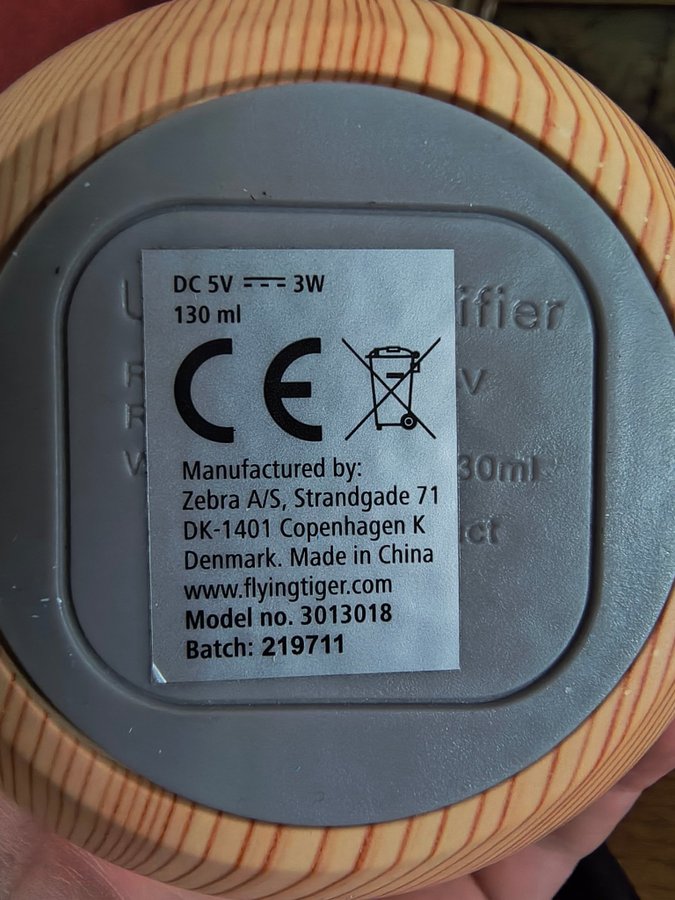 DC 5V ⎓ 3W
130 ml
CE
Manufactured by:
Zebra A/S, Strandgade 71
DK-1401 Copenhagen K
Denmark. Made in China
www.flyingtiger.com
Model no. 3013018
Batch: 219711